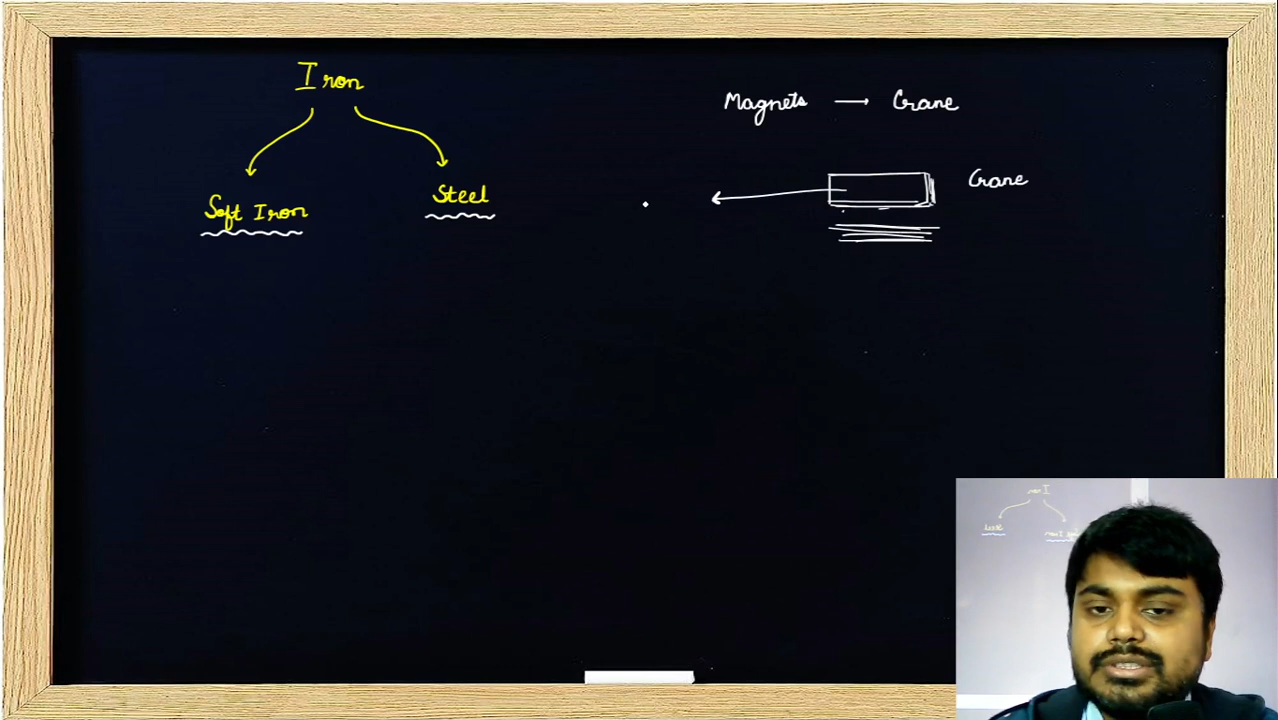 Iron
Soft Iron
Steel
Magnets → Crane
Crane